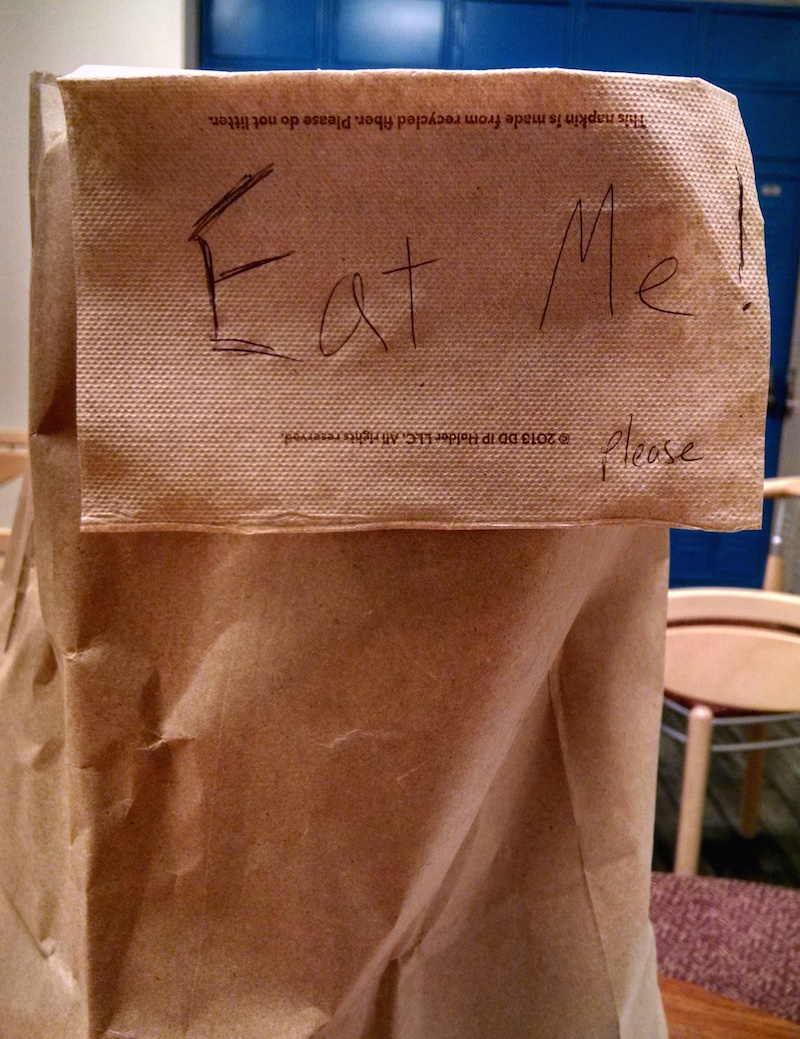 This napkin is made from recycled fiber. Please do not litter.
Eat Me!
© 2013 DD IP Holder LLC. All rights reserved.
please